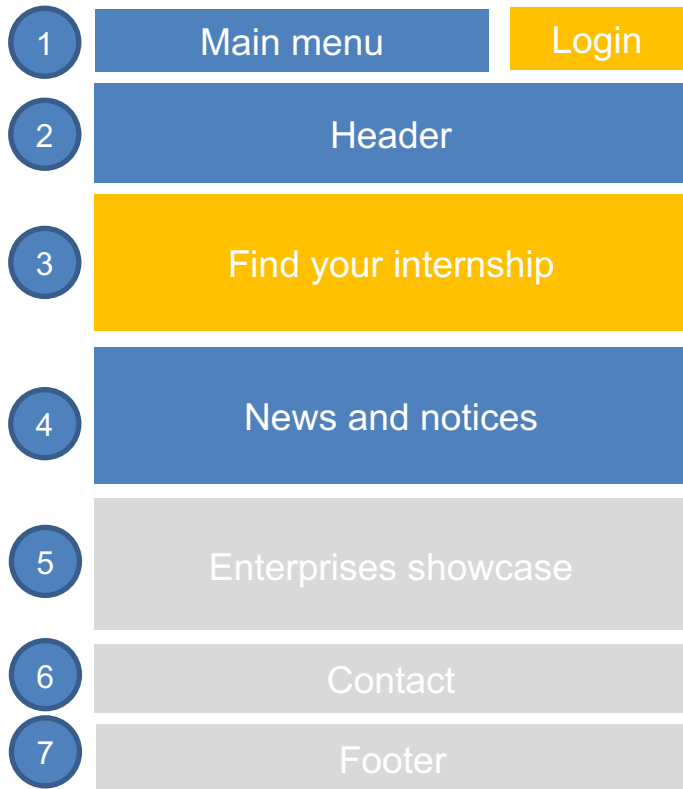 1 Main menu Login
2 Header
3 Find your internship
4 News and notices
5 Enterprises showcase
6 Contact
7 Footer